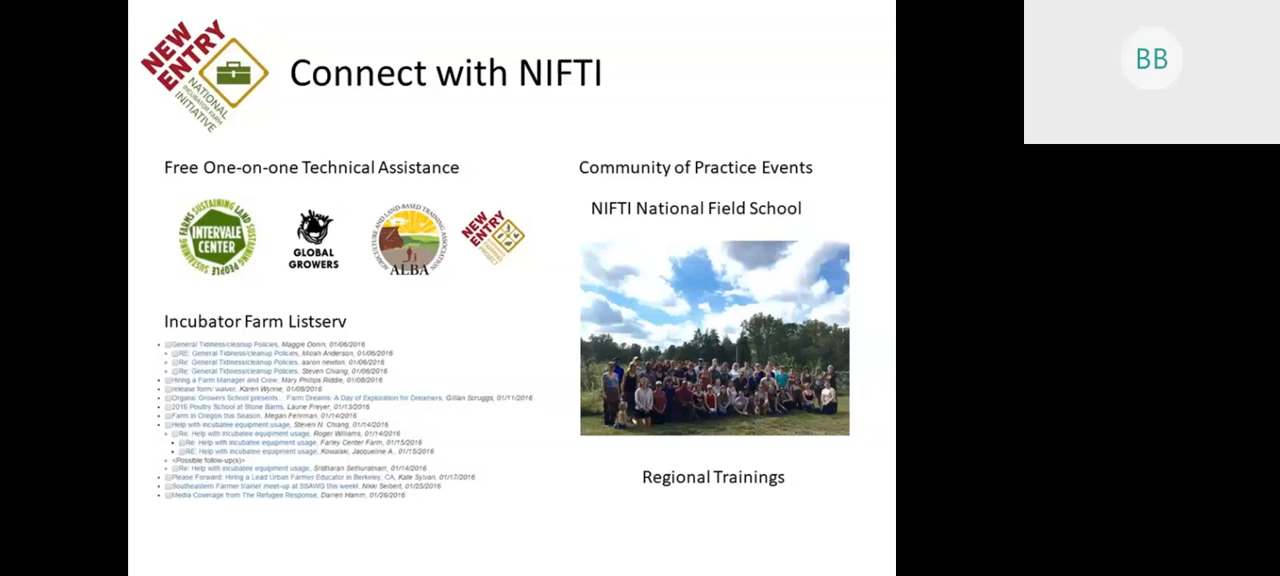 NEW
ENTRY
NATIONAL
INCUBATOR FARM
INITIATIVE
Connect with NIFTI
BB
Free One-on-one Technical Assistance
SUSTAINING LAND SUSTAINING PEOPLE SUSTAINING FARMS
INTERVALE
CENTER
GLOBAL
GROWERS
AGRICULTURE AND LAND-BASED TRAINING ASSOCIATION
ALBA
NEW
ENTRY
Incubator Farm Listserv
General Tidiness/cleanup Policies, Maggie Donin, 01/06/2016
RE: General Tidiness/cleanup Policies, Micah Anderson, 01/06/2016
Re: General Tidiness/cleanup Policies, aaron newton, 01/06/2016
Re: General Tidiness/cleanup Policies, Steven Chiang, 01/06/2016
Hiring a Farm Manager and Crew, Mary Phillips Riddle, 01/08/2016
release form/ waiver, Karen Wynne, 01/08/2016
Organic Growers School presents... Farm Dreams: A Day of Exploration for Dreamers, Gillian Scruggs, 01/11/2016
2016 Poultry School at Stone Barns, Laurie Freyer, 01/13/2016
Farm in Oregon this Season, Megan Fehrman, 01/14/2016
Help with incubatee equipment usage, Steven N. Chiang, 01/14/2016
Re: Help with incubatee equipment usage, Roger Williams, 01/14/2016
Re: Help with incubatee equipment usage, Farley Center Farm, 01/15/2016
RE: Help with incubatee equipment usage, Kowalski, Jacqueline A., 01/15/2016
<Possible follow-up(s)>
Re: Help with incubatee equipment usage, Sridharan Sethuratnam, 01/14/2016
Please Forward: Hiring a Lead Urban Farmer Educator in Berkeley, CA, Kate Sylvan, 01/17/2016
Southeastern Farmer trainer meet-up at SSAWG this week!, Nikki Seibert, 01/25/2016
Media Coverage from The Refugee Response, Darren Hamm, 01/26/2016
Community of Practice Events
NIFTI National Field School
Regional Trainings